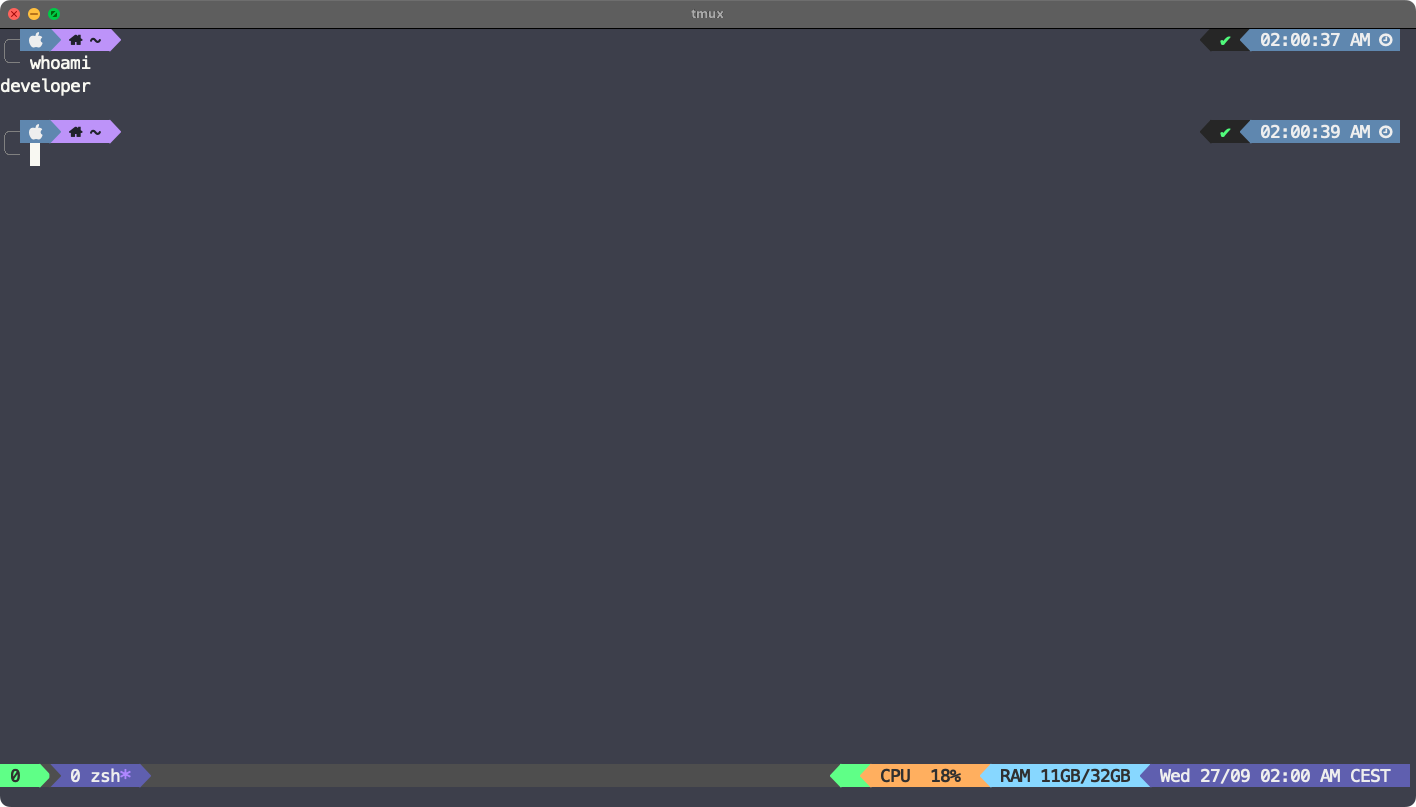 tmux
~ ✔ 02:00:37 AM
whoami
developer
~ ✔ 02:00:39 AM
0 0 zsh* CPU 18% RAM 11GB/32GB Wed 27/09 02:00 AM CEST